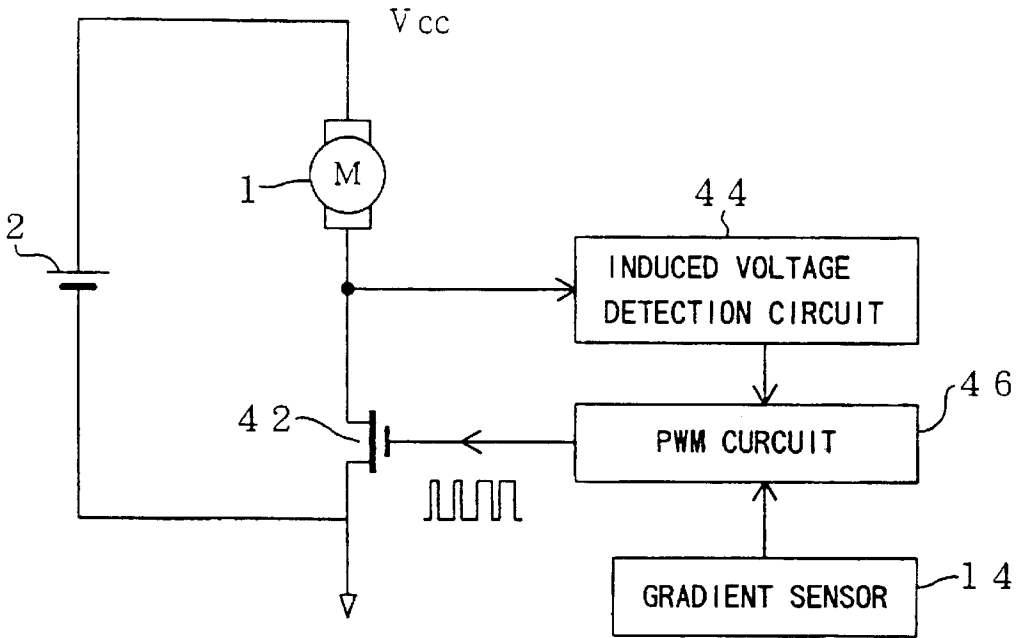 Vcc
M
1
2
44
INDUCED VOLTAGE
DETECTION CIRCUIT
42
46
PWM CURCUIT
14
GRADIENT SENSOR